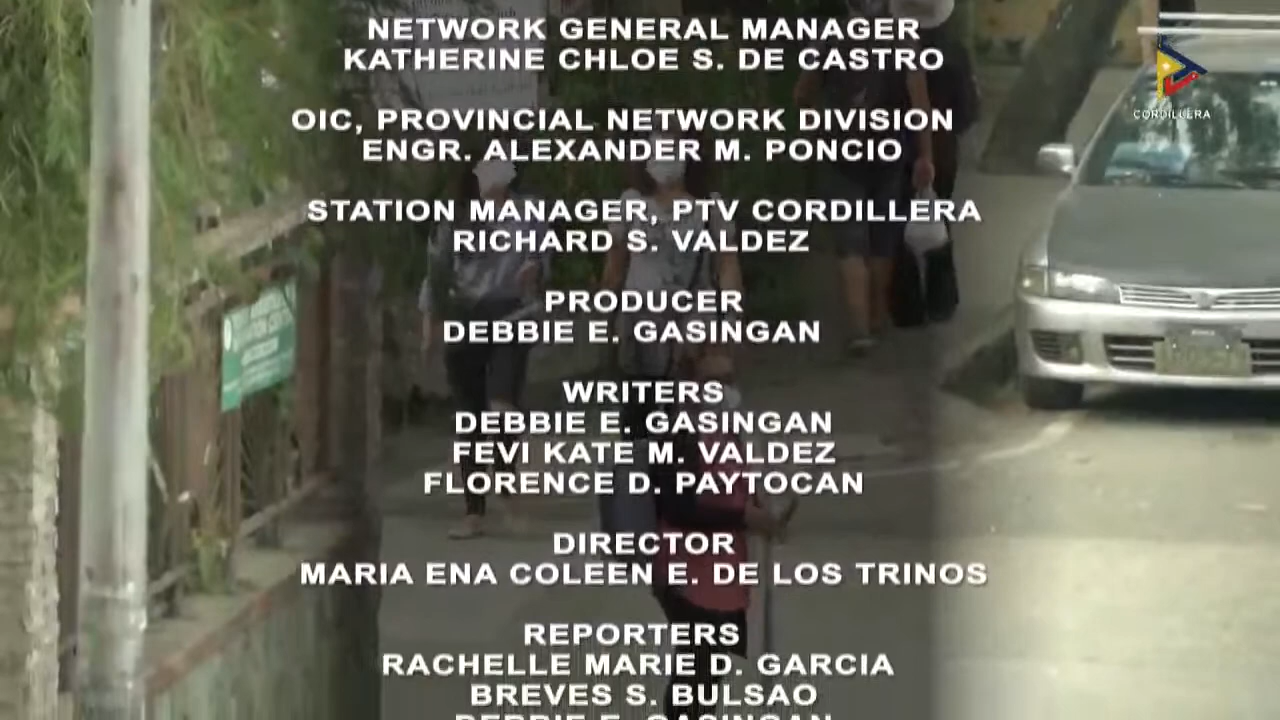 NETWORK GENERAL MANAGER
KATHERINE CHLOE S. DE CASTRO
CORDILLERA
OIC, PROVINCIAL NETWORK DIVISION
ENGR. ALEXANDER M. PONCIO
STATION MANAGER, PTV CORDILLERA
RICHARD S. VALDEZ
PRODUCER
DEBBIE E. GASINGAN
WRITERS
DEBBIE E. GASINGAN
FEVI KATE M. VALDEZ
FLORENCE D. PAYTOCAN
DIRECTOR
MARIA ENA COLEEN E. DE LOS TRINOS
REPORTERS
RACHELLE MARIE D. GARCIA
BREVES S. BULSAO
DEBBIE E. GASINGAN